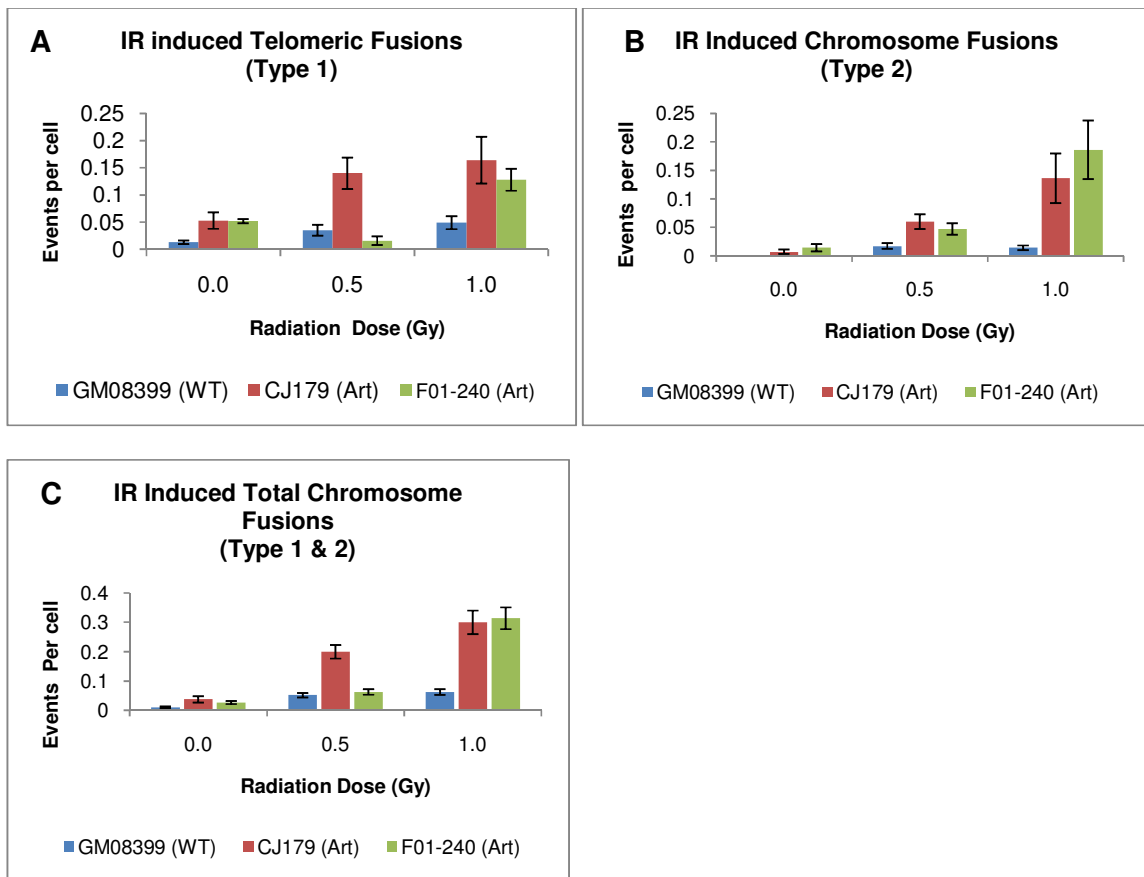 A
IR induced Telomeric Fusions
(Type 1)
Events per cell
0.25
0.2
0.15
0.1
0.05
0
0.0 0.5 1.0
Radiation Dose (Gy)
GM08399 (WT) CJ179 (Art) F01-240 (Art)
B
IR Induced Chromosome Fusions
(Type 2)
Events per cell
0.25
0.2
0.15
0.1
0.05
0
0.0 0.5 1.0
Radiation Dose (Gy)
GM08399 (WT) CJ179 (Art) F01-240 (Art)
C
IR Induced Total Chromosome
Fusions
(Type 1 & 2)
Events Per cell
0.4
0.3
0.2
0.1
0
0.0 0.5 1.0
Radiation Dose (Gy)
GM08399 (WT) CJ179 (Art) F01-240 (Art)